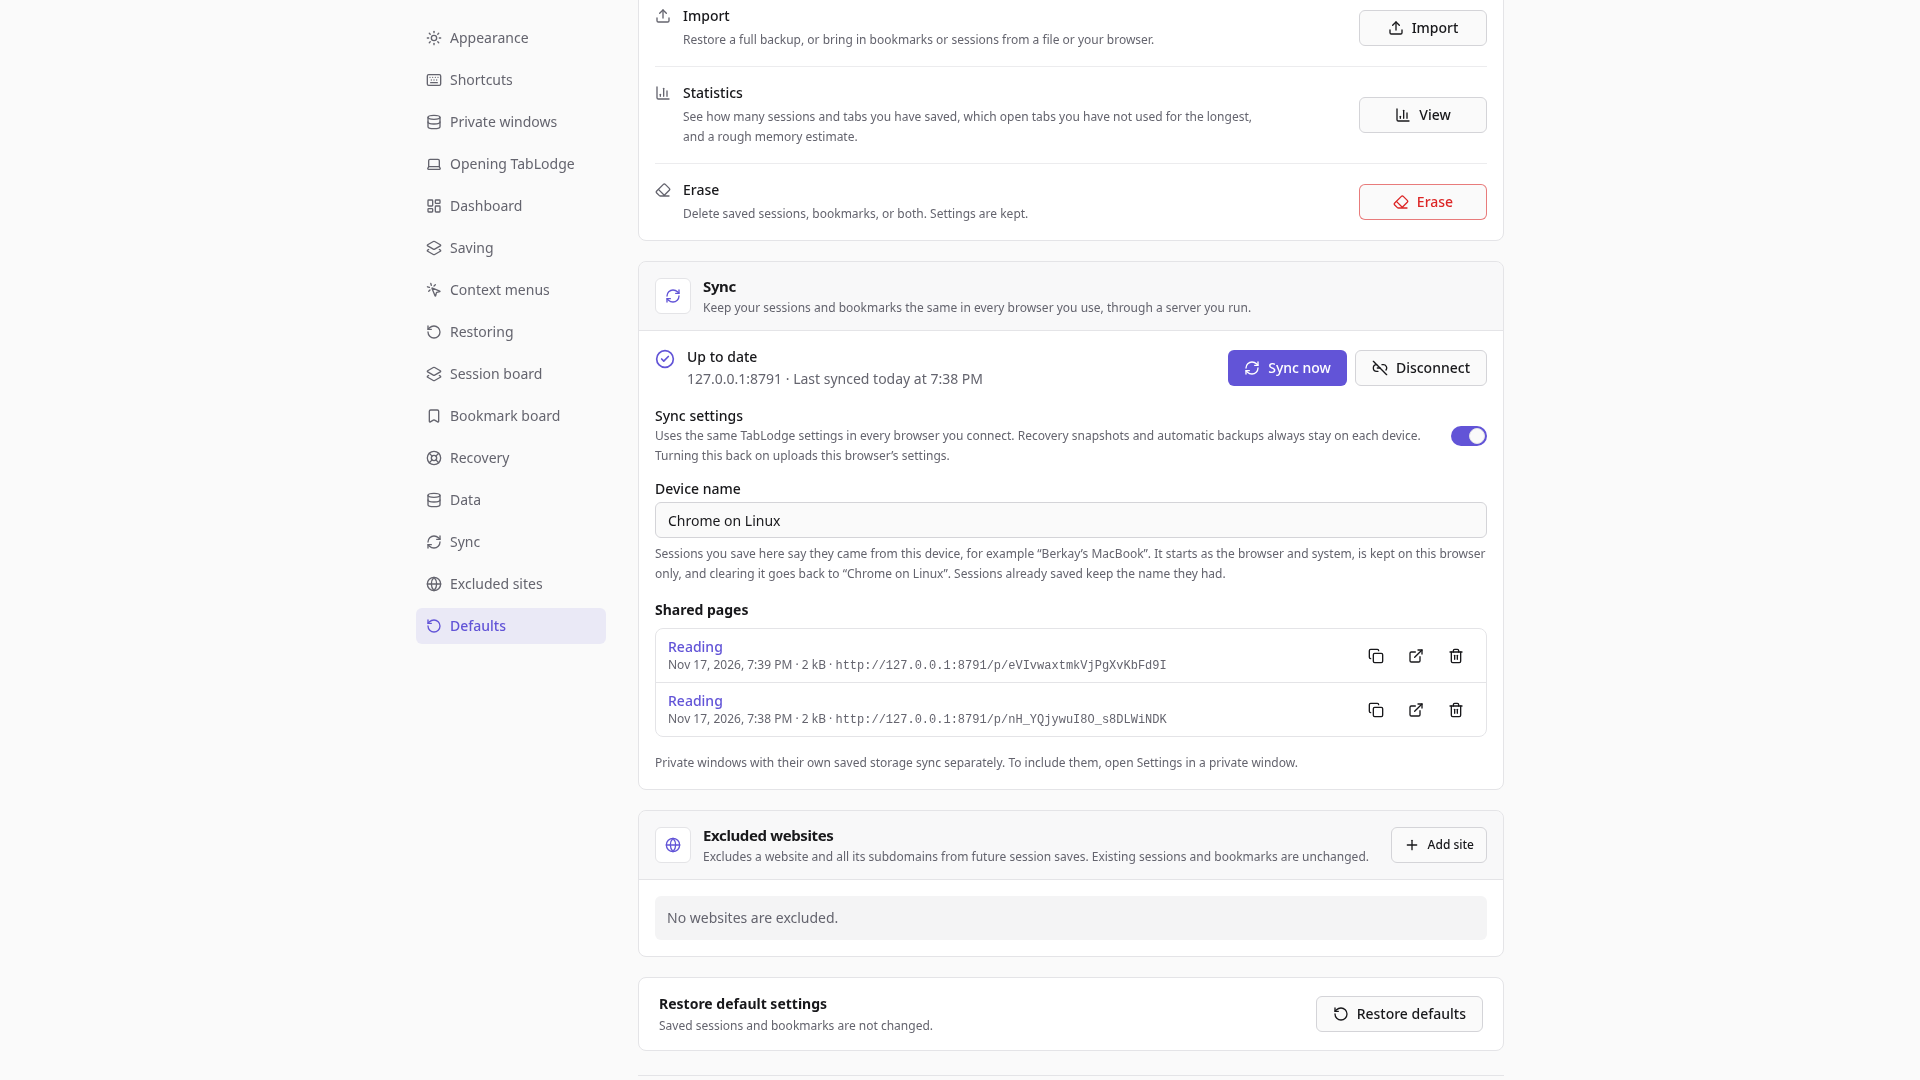 Appearance
Shortcuts
Private windows
Opening TabLodge
Dashboard
Saving
Context menus
Restoring
Session board
Bookmark board
Recovery
Data
Sync
Excluded sites
Defaults
Import
Restore a full backup, or bring in bookmarks or sessions from a file or your browser.
Import
Statistics
See how many sessions and tabs you have saved, which open tabs you have not used for the longest,
and a rough memory estimate.
View
Erase
Delete saved sessions, bookmarks, or both. Settings are kept.
Erase
Sync
Keep your sessions and bookmarks the same in every browser you use, through a server you run.
Up to date
127.0.0.1:8791 · Last synced today at 7:38 PM
Sync now
Disconnect
Sync settings
Uses the same TabLodge settings in every browser you connect. Recovery snapshots and automatic backups always stay on each device.
Turning this back on uploads this browser’s settings.
Device name
Chrome on Linux
Sessions you save here say they came from this device, for example “Berkay’s MacBook”. It starts as the browser and system, is kept on this browser
only, and clearing it goes back to “Chrome on Linux”. Sessions already saved keep the name they had.
Shared pages
Reading
Nov 17, 2026, 7:39 PM · 2 kB · http://127.0.0.1:8791/p/eVIvwaxtmkVjPgXvKbFd9I
Reading
Nov 17, 2026, 7:38 PM · 2 kB · http://127.0.0.1:8791/p/nH_YQjywuI8O_s8DLWiNDK
Private windows with their own saved storage sync separately. To include them, open Settings in a private window.
Excluded websites
Excludes a website and all its subdomains from future session saves. Existing sessions and bookmarks are unchanged.
Add site
No websites are excluded.
Restore default settings
Saved sessions and bookmarks are not changed.
Restore defaults